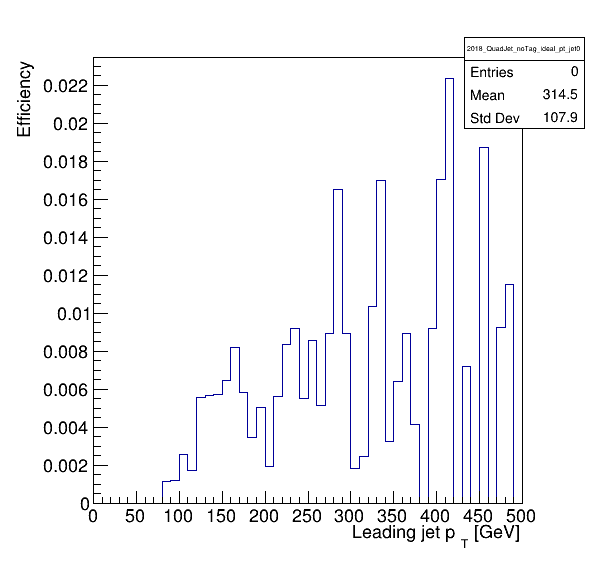 2018_QuadJet_noTag_ideal_pt_jet0
Entries 0
Mean 314.5
Std Dev 107.9
Efficiency
0.022
0.02
0.018
0.016
0.014
0.012
0.01
0.008
0.006
0.004
0.002
0
0 50 100 150 200 250 300 350 400 450 500
Leading jet p_T [GeV]